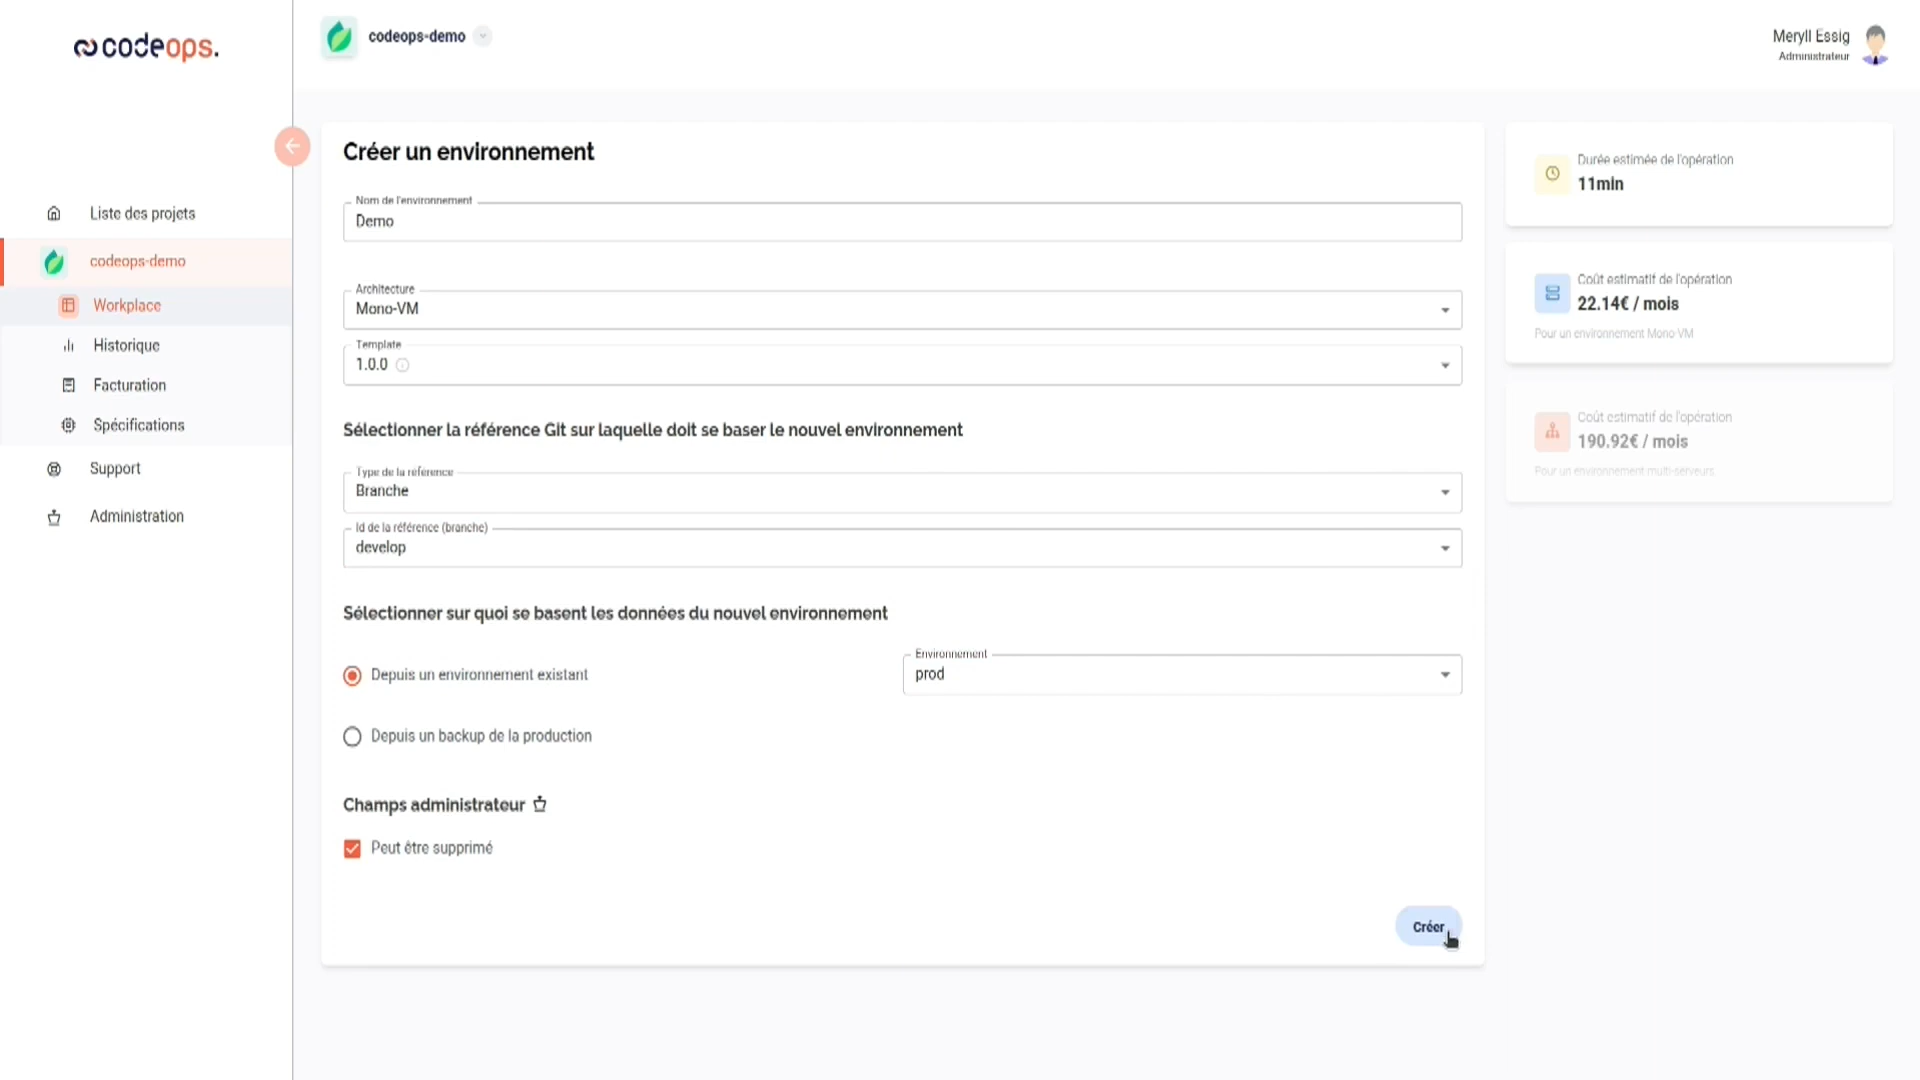 codeops.
codeops-demo
Meryll Essig
Administrateur
Liste des projets
codeops-demo
Workplace
Historique
Facturation
Spécifications
Support
Administration
Créer un environnement
Nom de l'environnement
Demo
Architecture
Mono-VM
Template
1.0.0
Sélectionner la référence Git sur laquelle doit se baser le nouvel environnement
Type de la référence
Branche
Id de la référence (branche)
develop
Sélectionner sur quoi se basent les données du nouvel environnement
Depuis un environnement existant
Environnement
prod
Depuis un backup de la production
Champs administrateur
Peut être supprimé
Créer
Durée estimée de l'opération
11min
Coût estimatif de l'opération
22.14€ / mois
Pour un environnement Mono-VM
Coût estimatif de l'opération
190.92€ / mois
Pour un environnement multi-serveurs